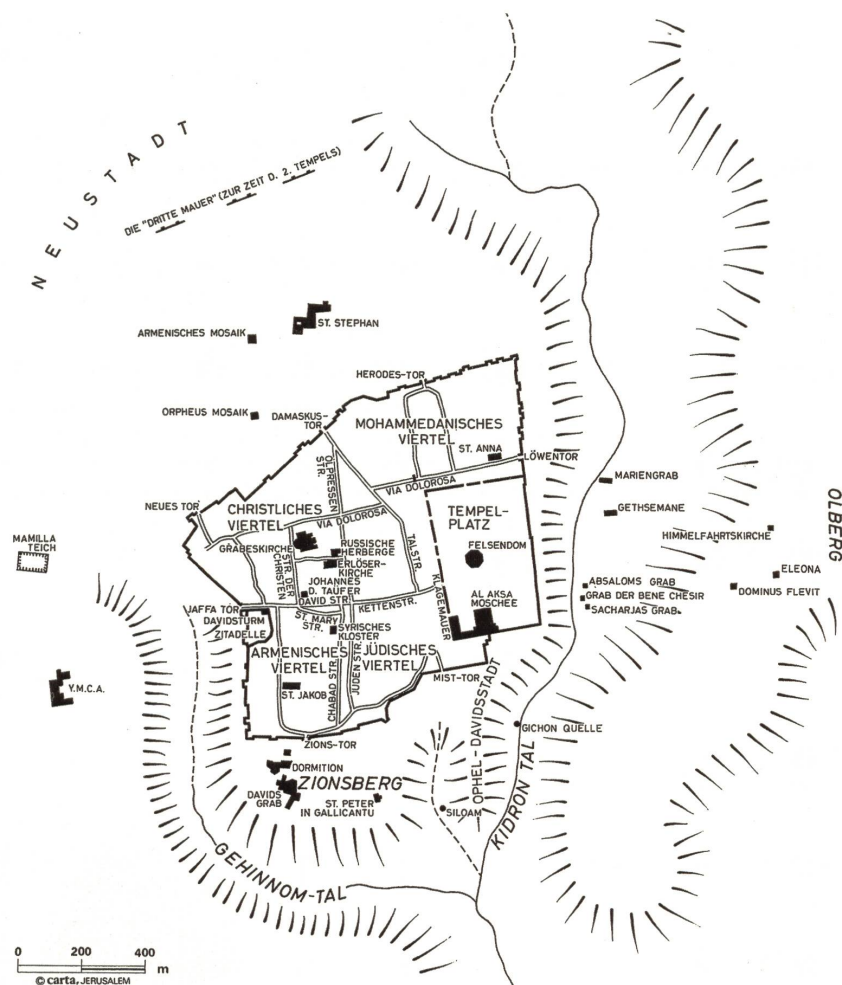 NEUSTADT
DIE "DRITTE MAUER" (ZUR ZEIT D. 2. TEMPELS)
ST. STEPHAN
ARMENISCHES MOSAIK
HERODES-TOR
ORPHEUS MOSAIK
DAMASKUS-
TOR
MOHAMMEDANISCHES
VIERTEL
ST. ANNA
LÖWENTOR
ÖLPRESSEN
STR.
MARIENGRAB
VIA DOLOROSA
NEUES TOR
CHRISTLICHES
VIERTEL
VIA DOLOROSA
TEMPEL-
PLATZ
GETHSEMANE
ÖLBERG
MAMILLA
TEICH
HIMMELFAHRTSKIRCHE
GRABESKIRCHE
RUSSISCHE
HERBERGE
ERLÖSER-
KIRCHE
FELSENDOM
TALSTR.
STR. DER
CHRISTEN
ELEONA
DOMINUS FLEVIT
JOHANNES
D. TÄUFER
ABSALOMS GRAB
GRAB DER BENE CHESIR
SACHARJAS GRAB
KLAGEMAUER
AL AKSA
MOSCHEE
DAVID STR.
KETTENSTR.
JAFFA TOR
DAVIDSTURM
ZITADELLE
ST. MARY
STR.
SYRISCHES
KLOSTER
ARMENISCHES
VIERTEL
JÜDISCHES
VIERTEL
CHABAD STR.
JUDEN STR.
MIST-TOR
Y.M.C.A.
ST. JAKOB
OPHEL-DAVIDSSTADT
GICHON QUELLE
ZIONS-TOR
KIDRON TAL
DORMITION
ZIONSBERG
DAVIDS
GRAB
ST. PETER
IN GALLICANTU
SILOAM
GEHINNOM-TAL
0 200 400 m
© carta, JERUSALEM